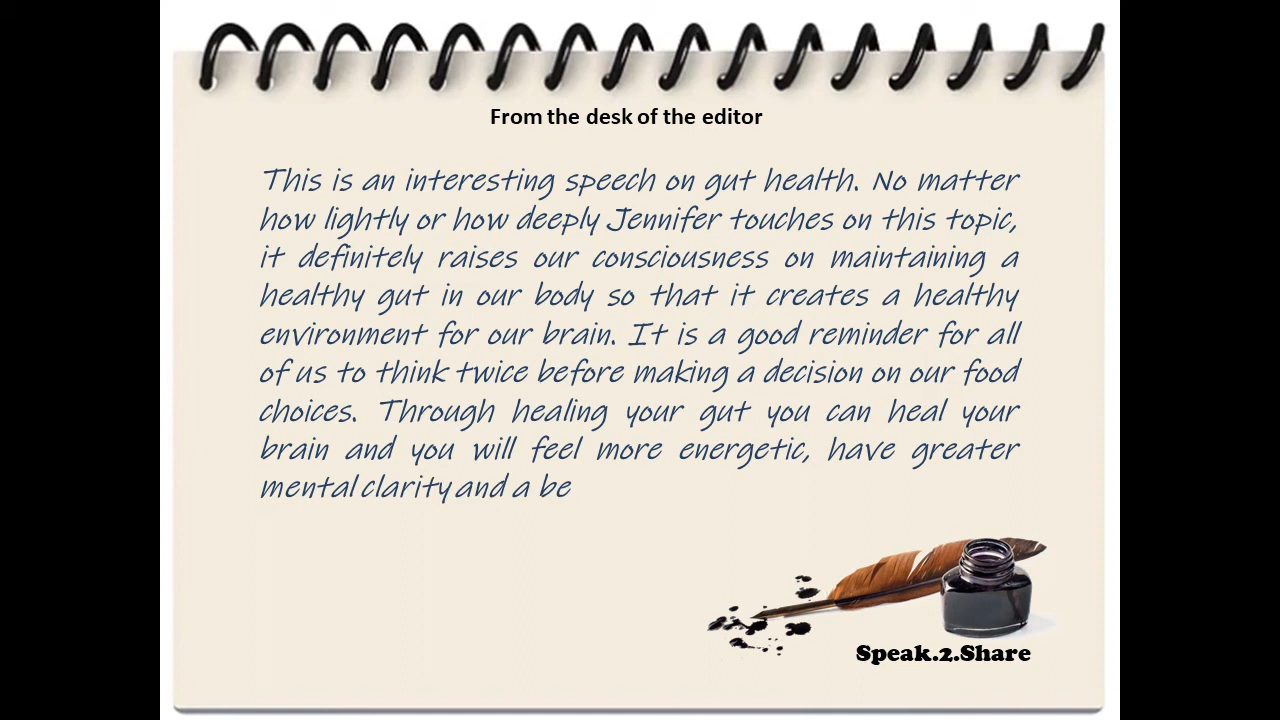 From the desk of the editor
This is an interesting speech on gut health. No matter
how lightly or how deeply Jennifer touches on this topic,
it definitely raises our consciousness on maintaining a
healthy gut in our body so that it creates a healthy
environment for our brain. It is a good reminder for all
of us to think twice before making a decision on our food
choices. Through healing your gut you can heal your
brain and you will feel more energetic, have greater
mental clarity and a be
Speak.2.Share